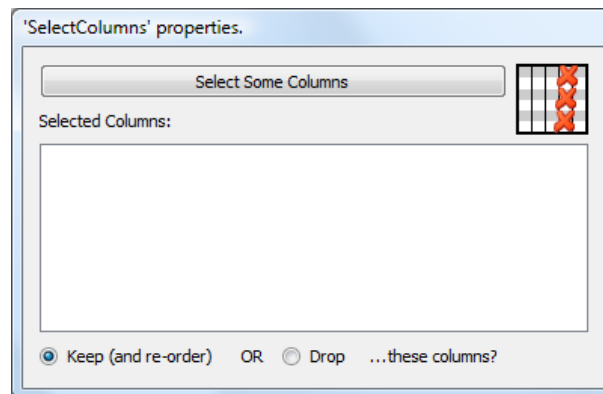 'SelectColumns' properties.
Select Some Columns
Selected Columns:
Keep (and re-order) OR Drop ...these columns?